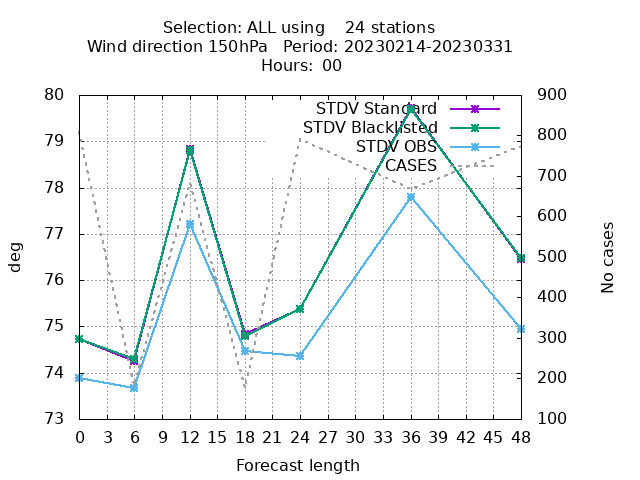 Selection: ALL using    24 stations
Wind direction 150hPa   Period: 20230214-20230331
Hours: 00
80 900
STDV Standard
STDV Blacklisted
STDV OBS
CASES
79 800
78 700
77 600
76 500
75 400
74 300
73 200
100
deg
No cases
0 3 6 9 12 15 18 21 24 27 30 33 36 39 42 45 48
Forecast length